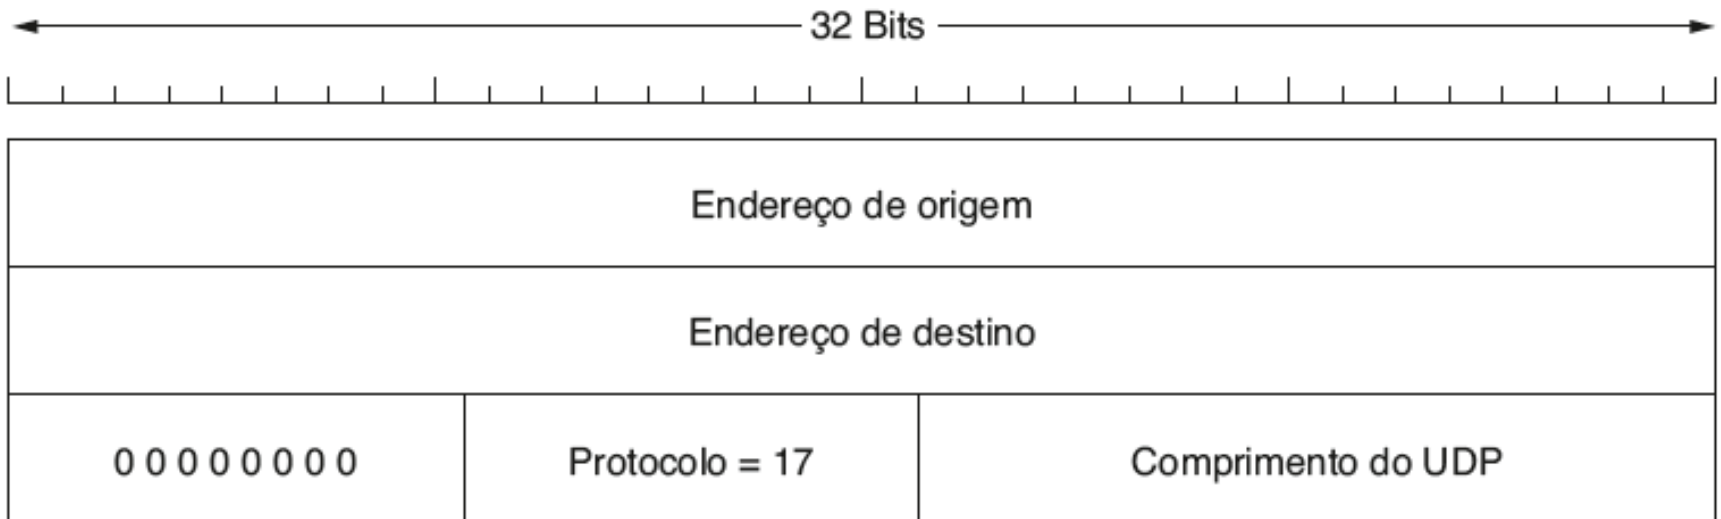 32 Bits
Endereço de origem
Endereço de destino
0 0 0 0 0 0 0 0 Protocolo = 17 Comprimento do UDP